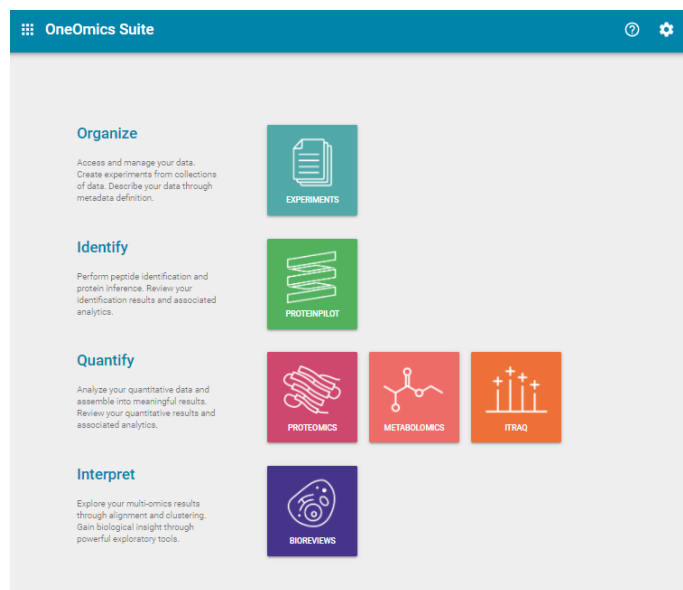 OneOmics Suite
Organize
Access and manage your data.
Create experiments from collections
of data. Describe your data through
metadata definition.
EXPERIMENTS
Identify
Perform peptide identification and
protein inference. Review your
identification results and associated
analytics.
PROTEINPILOT
Quantify
Analyze your quantitative data and
assemble into meaningful results.
Review your quantitative results and
associated analytics.
PROTEOMICS
METABOLOMICS
ITRAQ
Interpret
Explore your multi-omics results
through alignment and clustering.
Gain biological insight through
powerful exploratory tools.
BIOREVIEWS